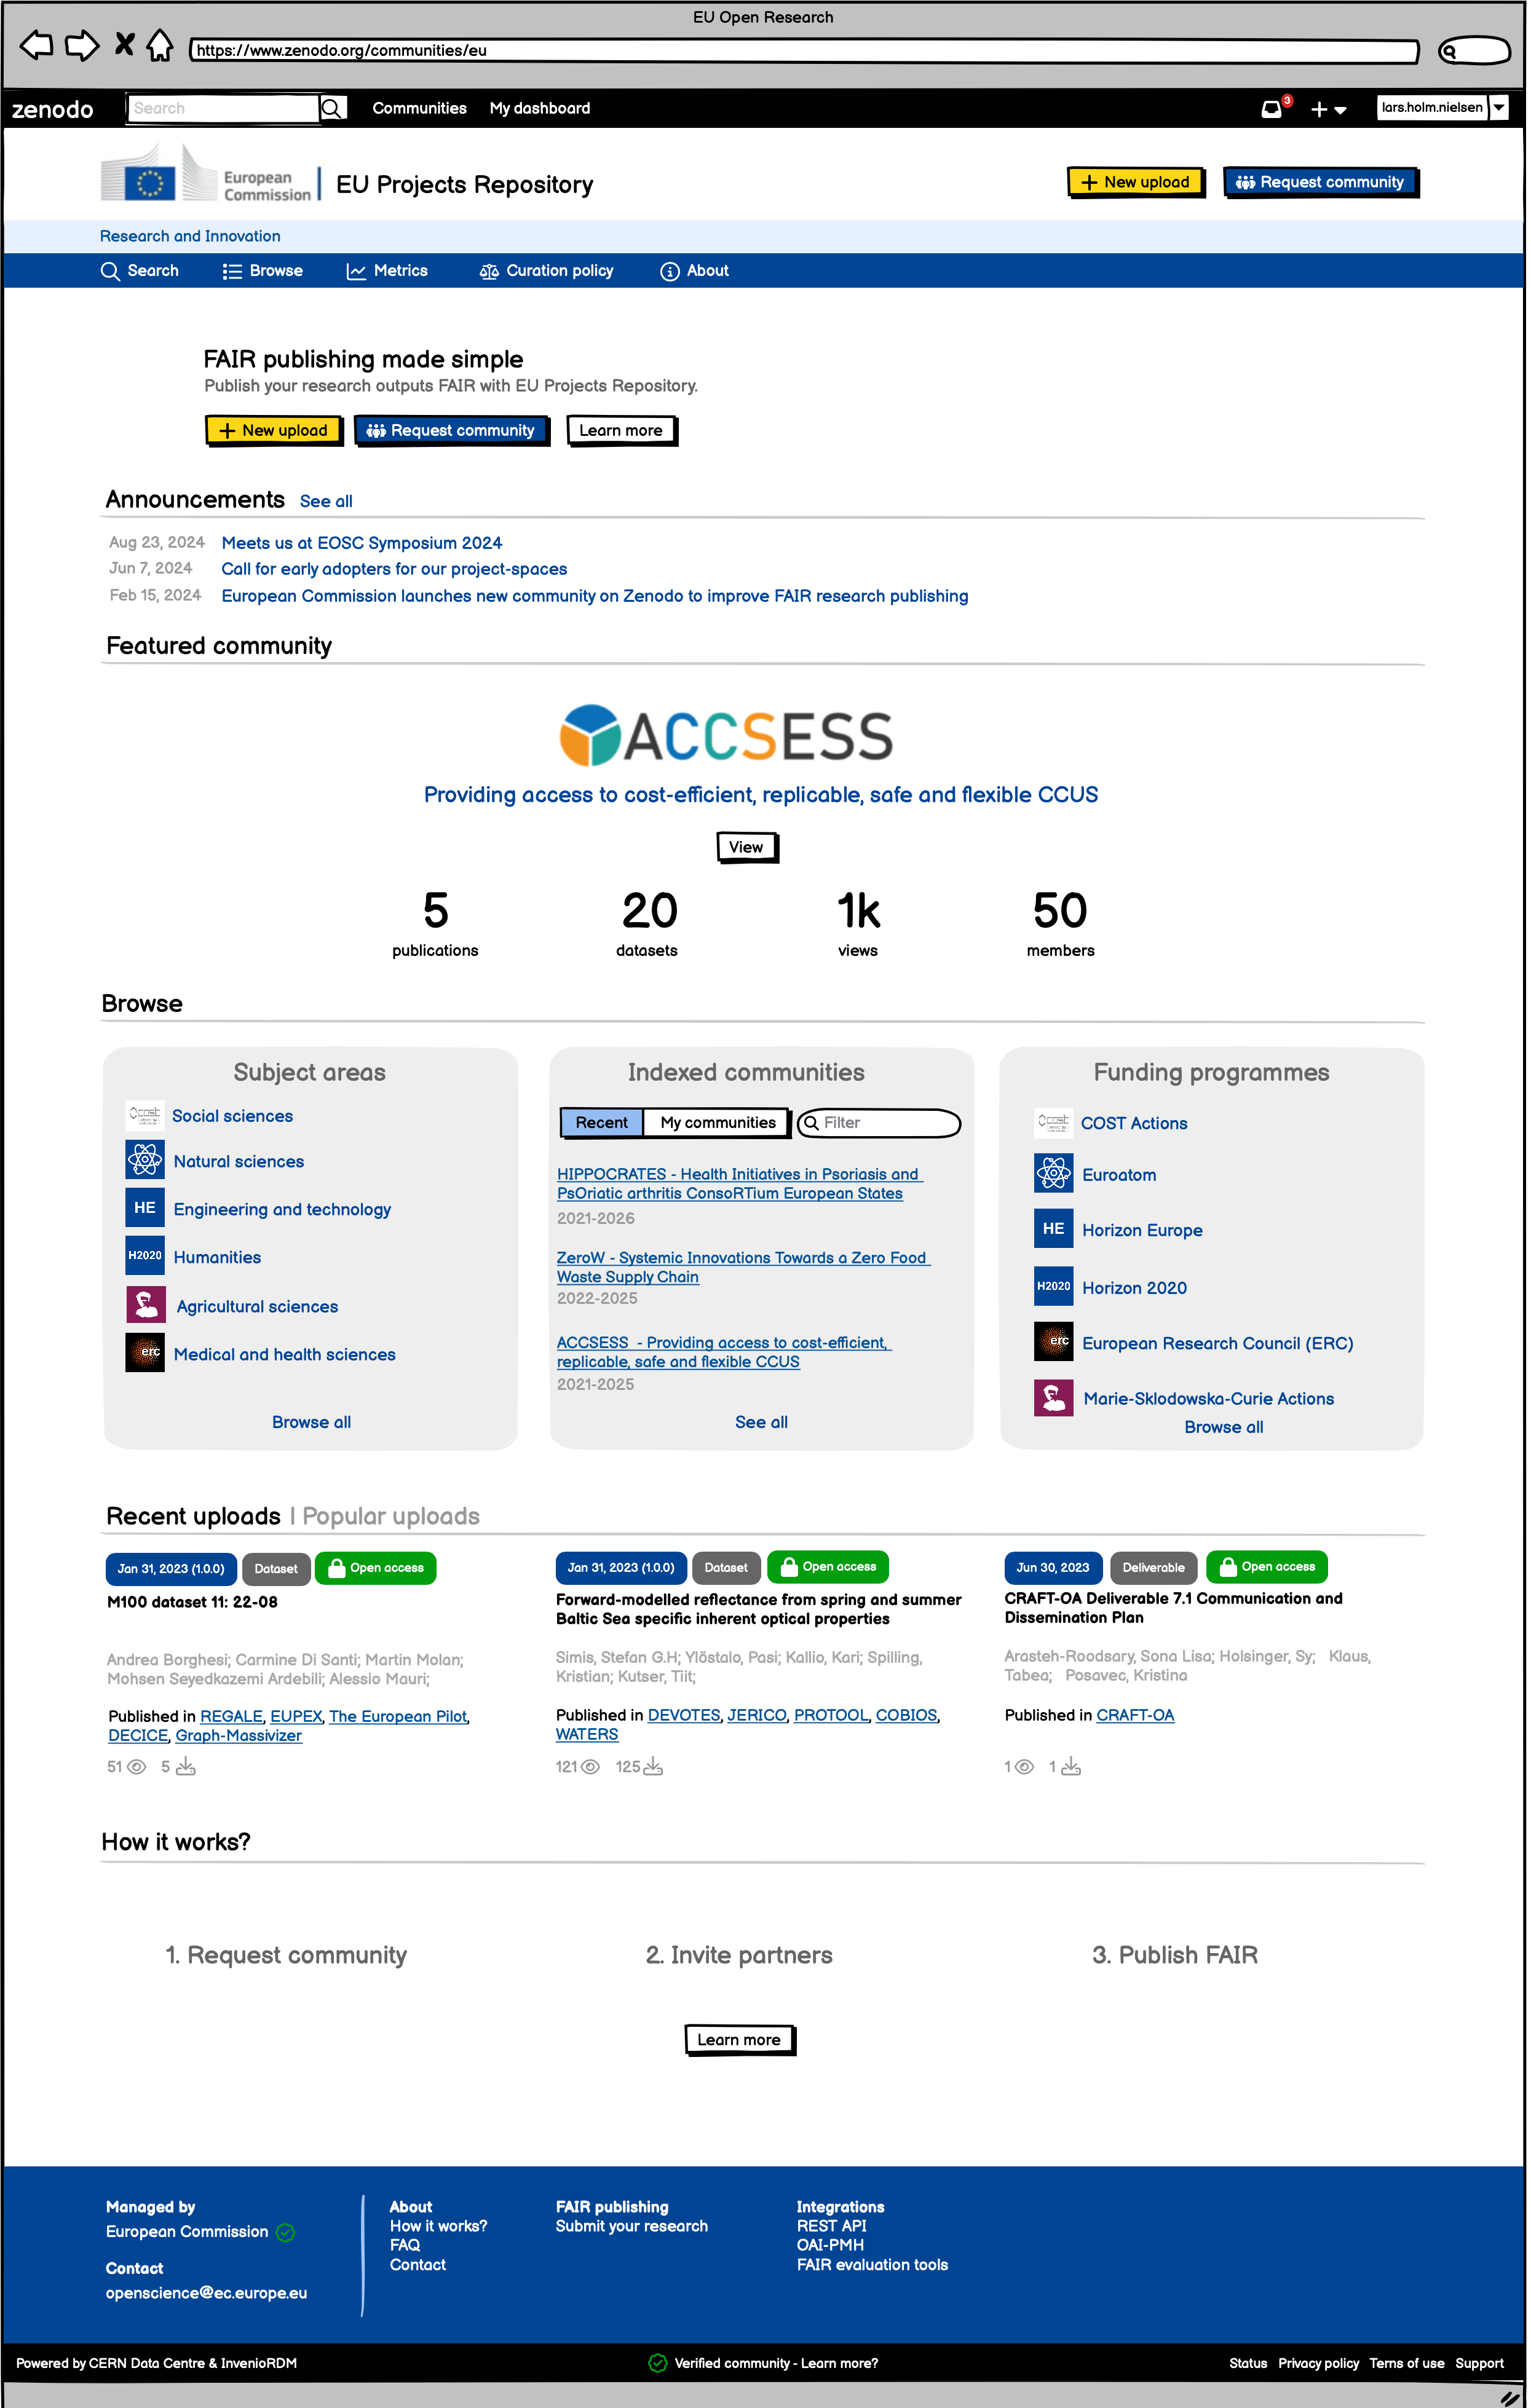 EU Open Research
https://www.zenodo.org/communities/eu
zenodo
Search
Communities
My dashboard
3
lars.holm.nielsen
European
Commission
EU Projects Repository
New upload
Request community
Research and Innovation
Search
Browse
Metrics
Curation policy
About
FAIR publishing made simple
Publish your research outputs FAIR with EU Projects Repository.
New upload
Request community
Learn more
Announcements See all
Aug 23, 2024 Meets us at EOSC Symposium 2024
Jun 7, 2024 Call for early adopters for our project-spaces
Feb 15, 2024 European Commission launches new community on Zenodo to improve FAIR research publishing
Featured community
ACCSESS
Providing access to cost-efficient, replicable, safe and flexible CCUS
View
5
publications
20
datasets
1k
views
50
members
Browse
Subject areas
cost Social sciences
Natural sciences
HE Engineering and technology
H2020 Humanities
Agricultural sciences
erc Medical and health sciences
Browse all
Indexed communities
Recent
My communities
Filter
HIPPOCRATES - Health Initiatives in Psoriasis and
PsOriatic arthritis ConsoRTium European States
2021-2026
ZeroW - Systemic Innovations Towards a Zero Food
Waste Supply Chain
2022-2025
ACCSESS - Providing access to cost-efficient,
replicable, safe and flexible CCUS
2021-2025
See all
Funding programmes
cost COST Actions
Euroatom
HE Horizon Europe
H2020 Horizon 2020
erc European Research Council (ERC)
Marie-Sklodowska-Curie Actions
Browse all
Recent uploads | Popular uploads
Jan 31, 2023 (1.0.0) Dataset Open access
M100 dataset 11: 22-08
Andrea Borghesi; Carmine Di Santi; Martin Molan;
Mohsen Seyedkazemi Ardebili; Alessio Mauri;
Published in REGALE, EUPEX, The European Pilot,
DECICE, Graph-Massivizer
51 5
Jan 31, 2023 (1.0.0) Dataset Open access
Forward-modelled reflectance from spring and summer
Baltic Sea specific inherent optical properties
Simis, Stefan G.H; Ylöstalo, Pasi; Kallio, Kari; Spilling,
Kristian; Kutser, Tiit;
Published in DEVOTES, JERICO, PROTOOL, COBIOS,
WATERS
121 125
Jun 30, 2023 Deliverable Open access
CRAFT-OA Deliverable 7.1 Communication and
Dissemination Plan
Arasteh-Roodsary, Sona Lisa; Holsinger, Sy; Klaus,
Tabea; Posavec, Kristina
Published in CRAFT-OA
1 1
How it works?
1. Request community
2. Invite partners
3. Publish FAIR
Learn more
Managed by
European Commission
Contact
openscience@ec.europe.eu
About
How it works?
FAQ
Contact
FAIR publishing
Submit your research
Integrations
REST API
OAI-PMH
FAIR evaluation tools
Powered by CERN Data Centre & InvenioRDM
Verified community - Learn more?
Status Privacy policy Terns of use Support